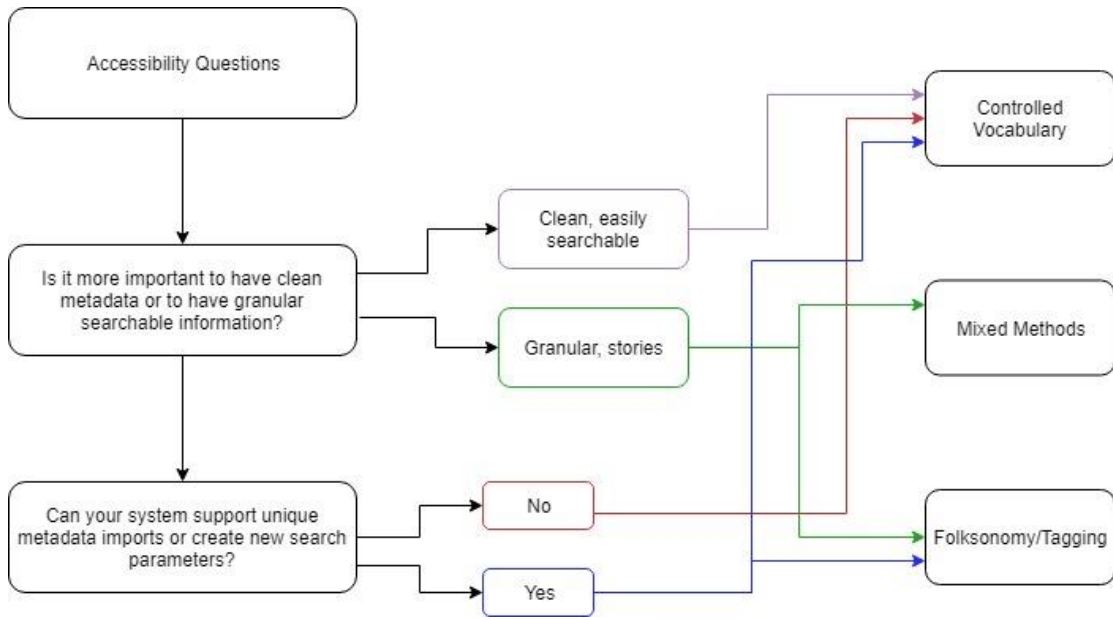 Accessibility Questions
Is it more important to have clean
metadata or to have granular
searchable information?
Clean, easily
searchable
Granular, stories
Can your system support unique
metadata imports or create new search
parameters?
No
Yes
Controlled
Vocabulary
Mixed Methods
Folksonomy/Tagging